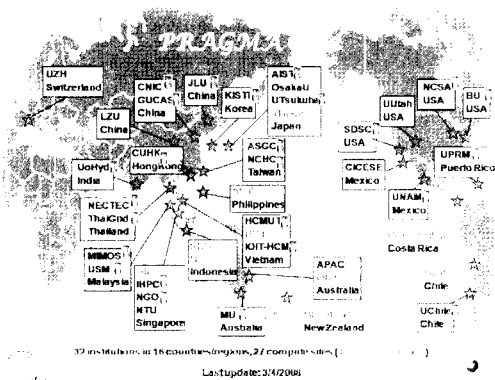 PRAGMA
UZH
Switzerland
CNIC
GUCAS
China
JLU
China
KISTI
Korea
AIST
OsakaU
UTsukuba
Japan
LZU
China
CUHK
HongKong
UoHyd
India
ASGC
NCHC
Taiwan
NECTEC
ThaiGrid
Thailand
Philippines
HCMUT
IOIT-HCM
Vietnam
MIMOS
USM
Malaysia
IHPC
NGO
NTU
Singapore
Indonesia
APAC
Australia
MU
Australia
NewZealand
SDSC
USA
UUtah
USA
NCSA
USA
BU
USA
CICESE
Mexico
UNAM
Mexico
UPRM
Puerto Rico
Costa Rica
Chile
UChile
Chile
32 institutions in 16 countries/regions, 27 compute sites (
)
Last update: 3/4/2008